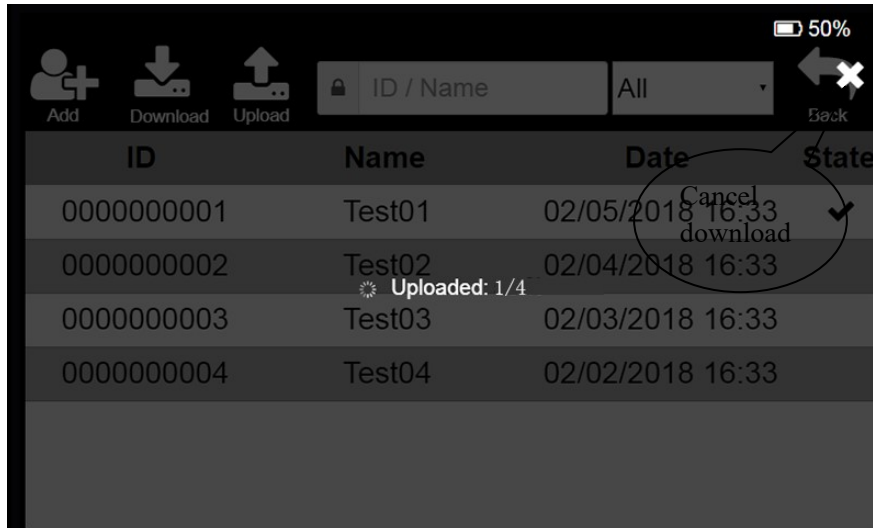 50%
Add Download Upload ID / Name All Back
ID Name Date State
0000000001 Test01 02/05/2018 16:33
Cancel
download
0000000002 Test02 02/04/2018 16:33
Uploaded: 1/4
0000000003 Test03 02/03/2018 16:33
0000000004 Test04 02/02/2018 16:33